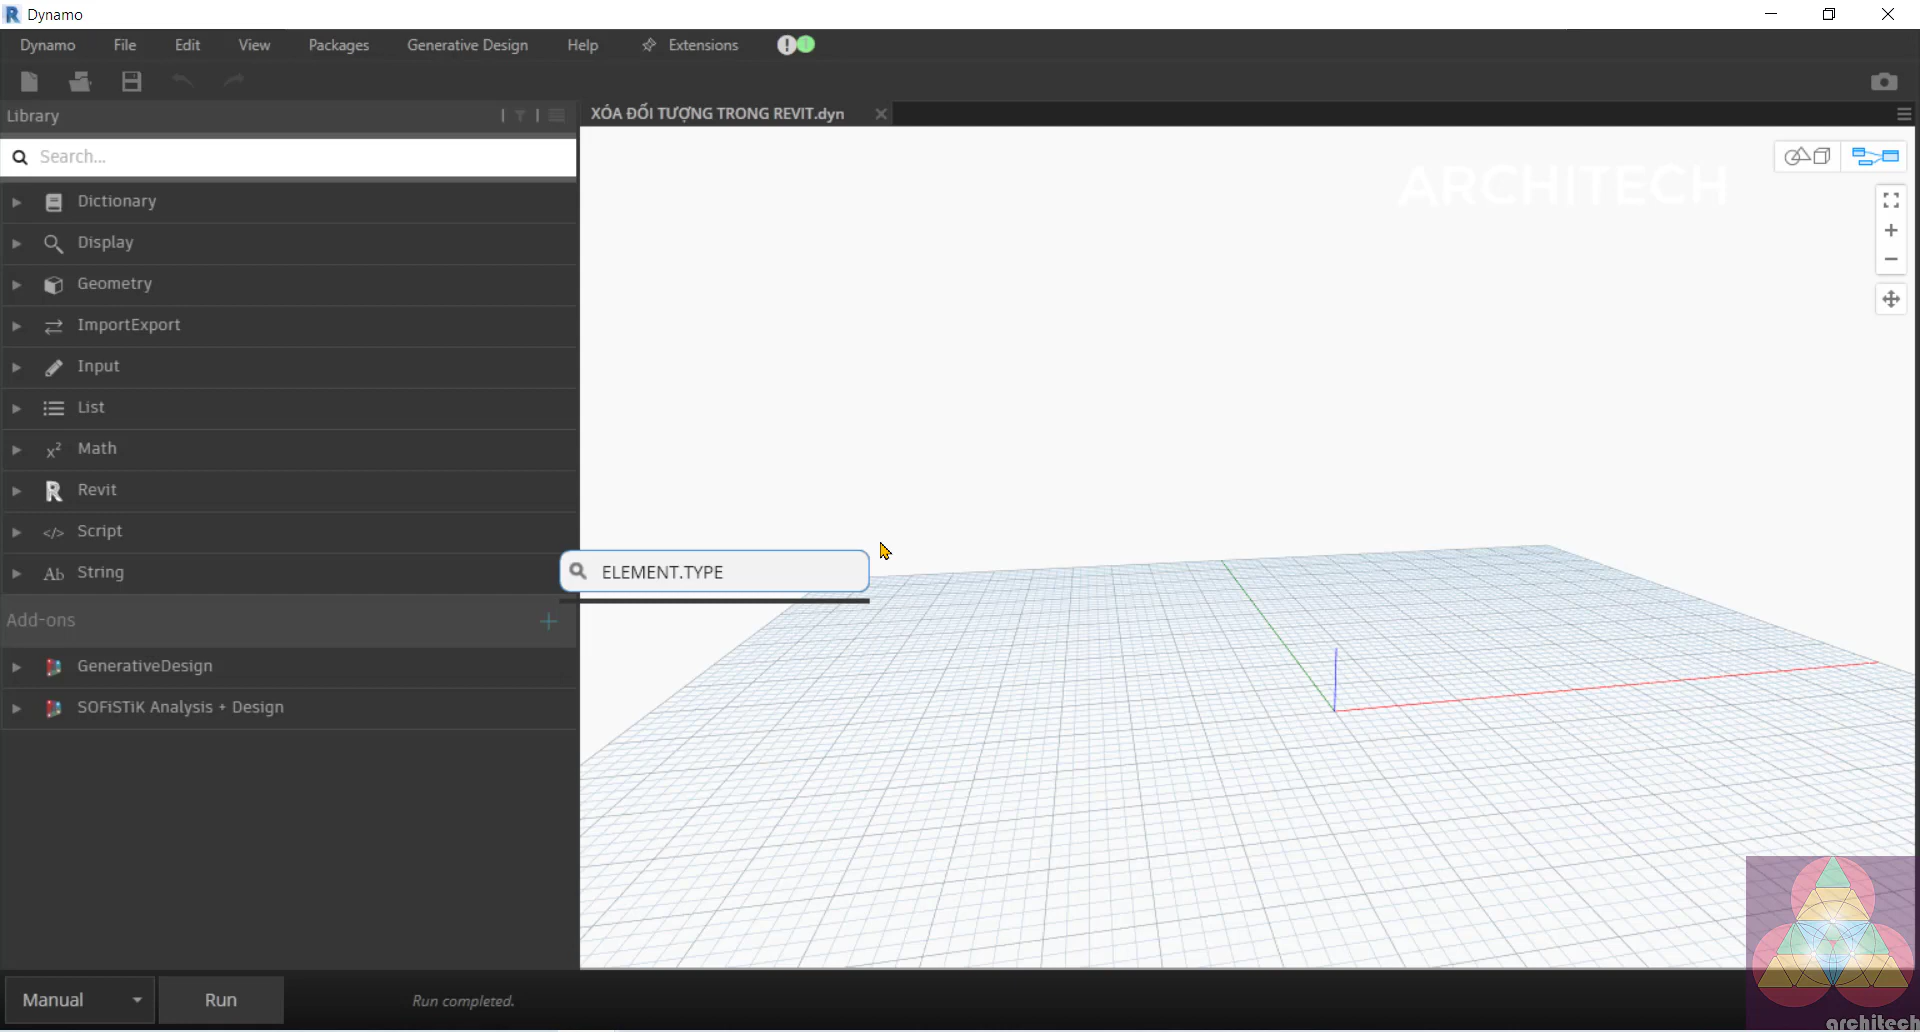 Dynamo
Dynamo File Edit View Packages Generative Design Help Extensions
Library
XÓA ĐỐI TƯỢNG TRONG REVIT.dyn
Search...
ARCHITECH
Dictionary
Display
Geometry
ImportExport
Input
List
Math
Revit
Script
String
ELEMENT.TYPE
Add-ons
GenerativeDesign
SOFiSTiK Analysis + Design
Manual Run Run completed.
architech